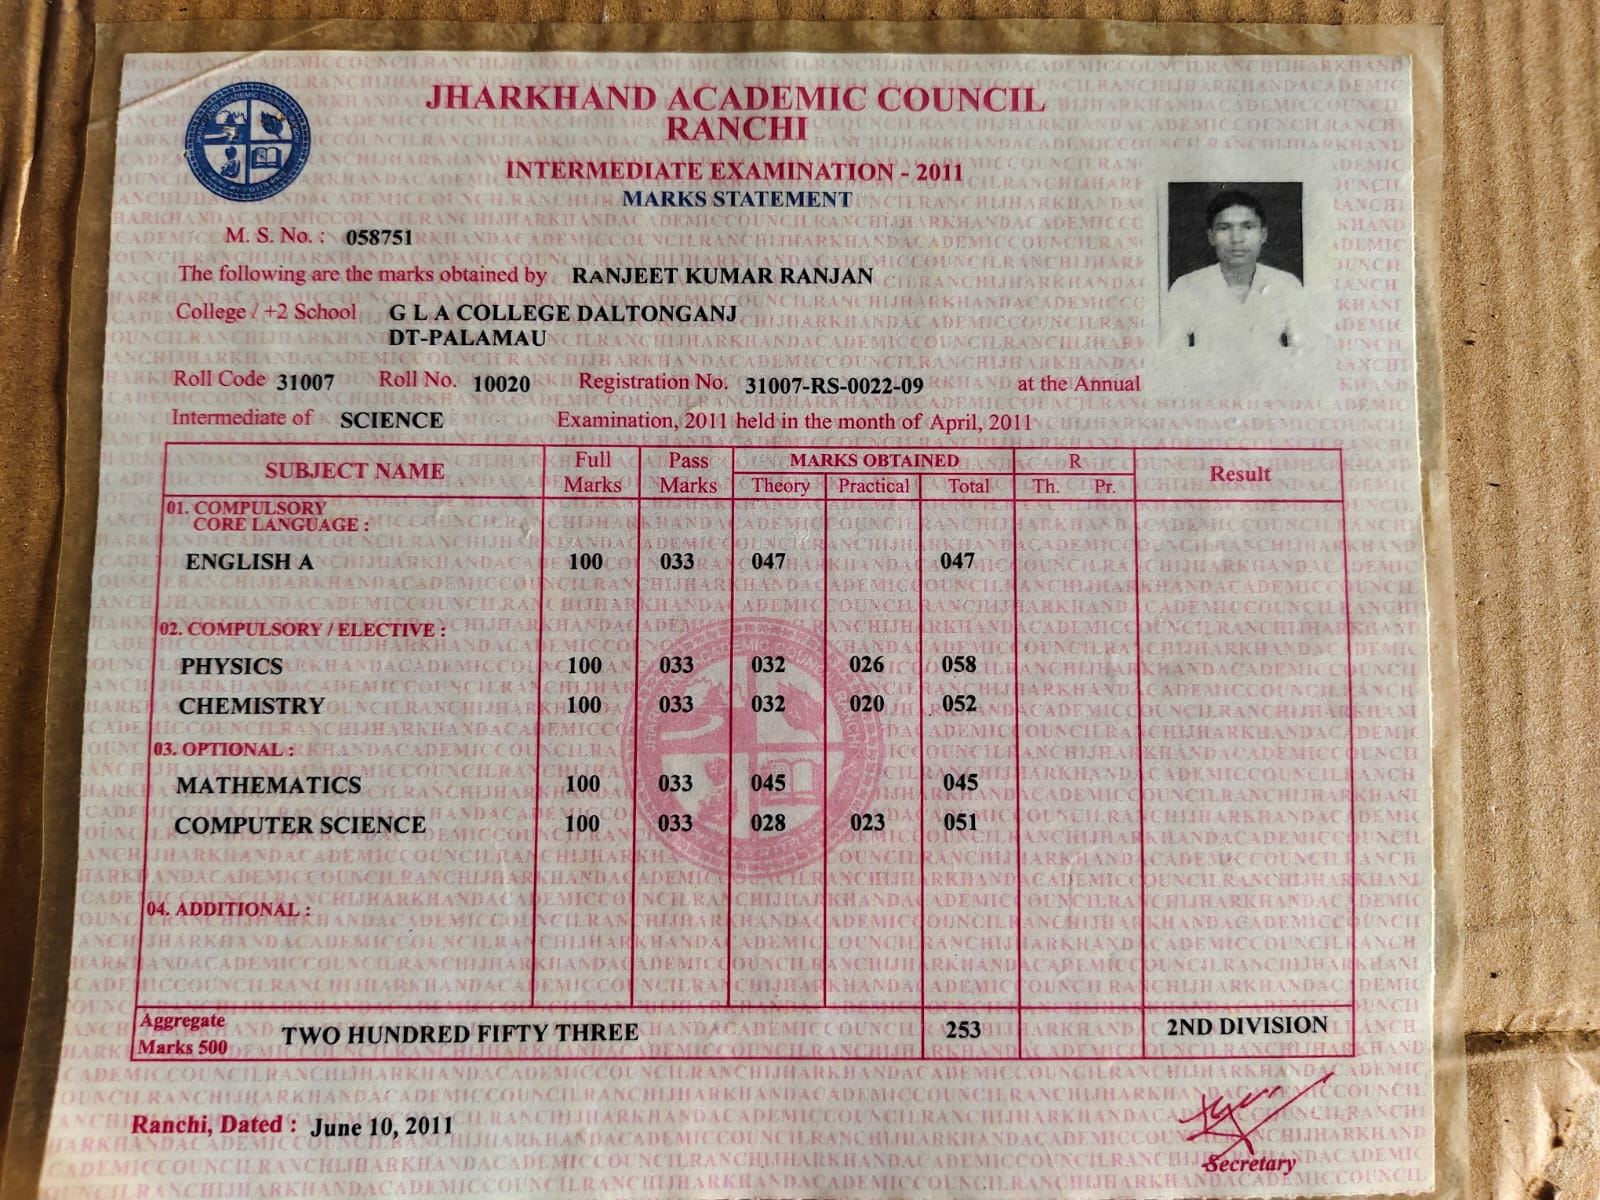 JHARKHAND ACADEMIC COUNCIL
RANCHI
INTERMEDIATE EXAMINATION - 2011
MARKS STATEMENT
M. S. No. : 058751
The following are the marks obtained by RANJEET KUMAR RANJAN
College / +2 School G L A COLLEGE DALTONGANJ
DT-PALAMAU
Roll Code 31007 Roll No. 10020 Registration No. 31007-RS-0022-09 at the Annual
Intermediate of SCIENCE Examination, 2011 held in the month of April, 2011
SUBJECT NAME Full Marks Pass Marks MARKS OBTAINED R Result
Theory Practical Total Th. Pr.
01. COMPULSORY
CORE LANGUAGE :
ENGLISH A 100 033 047 047
02. COMPULSORY / ELECTIVE :
PHYSICS 100 033 032 026 058
CHEMISTRY 100 033 032 020 052
03. OPTIONAL :
MATHEMATICS 100 033 045 045
COMPUTER SCIENCE 100 033 028 023 051
04. ADDITIONAL :
Aggregate
Marks 500 TWO HUNDRED FIFTY THREE 253 2ND DIVISION
Ranchi, Dated : June 10, 2011
Secretary